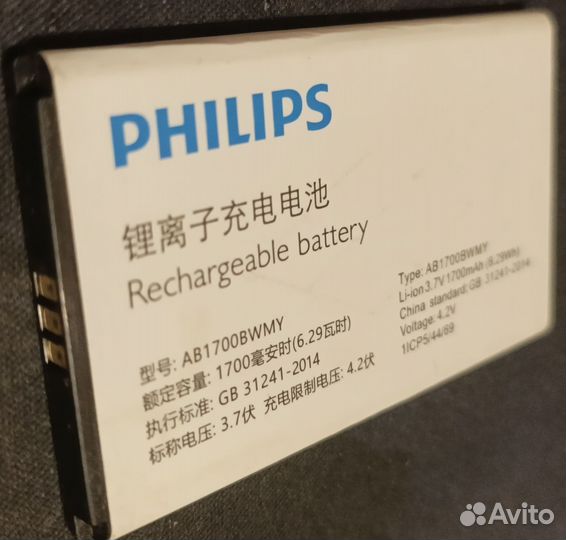 PHILIPS
锂离子充电电池
Rechargeable battery
型号: AB1700BWMY
额定容量: 1700毫安时(6.29瓦时)
执行标准: GB 31241-2014
标称电压: 3.7伏 充电限制电压: 4.2伏
Type: AB1700BWMY
Li-ion 3.7V 1700mAh (6.29Wh)
China standard: GB 31241-2014
Voltage: 4.2V
1ICP5/44/69
Avito